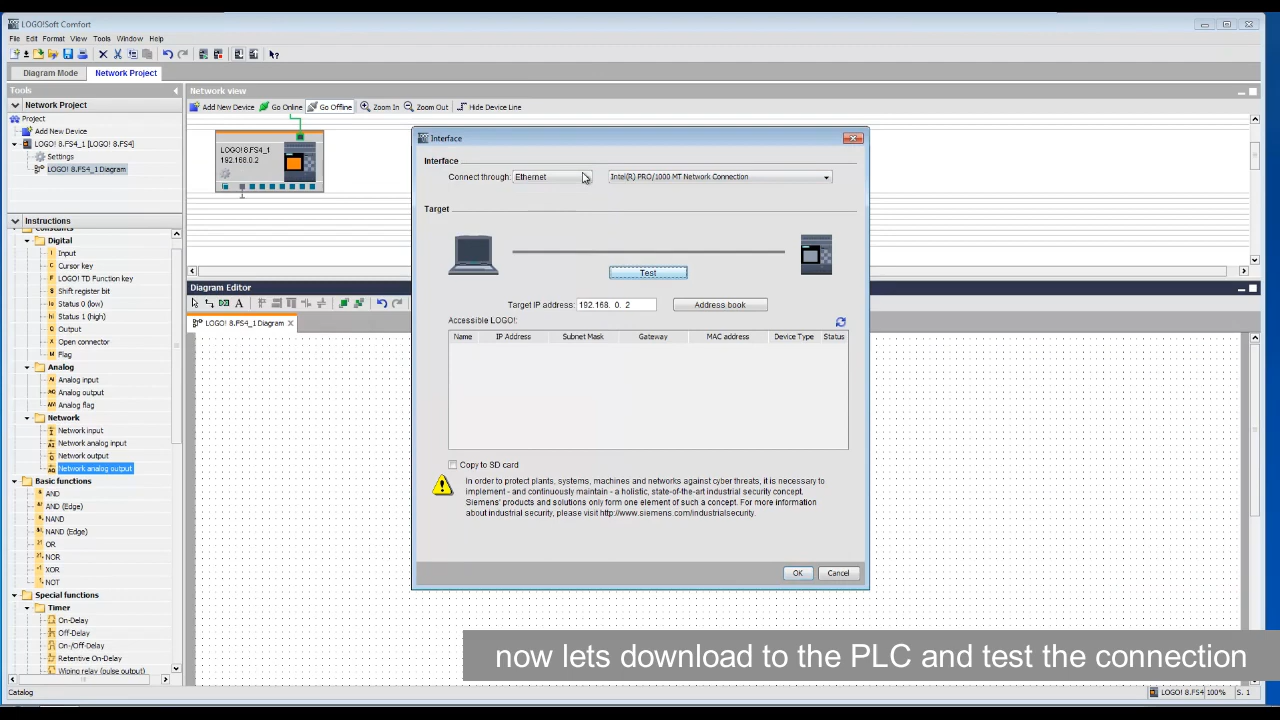 LOGO!Soft Comfort
File Edit Format View Tools Window Help
Diagram Mode Network Project
Tools
Network view
Network Project
Add New Device Go Online Go Offline Zoom In Zoom Out Hide Device Line
Project
Add New Device
LOGO! 8.FS4_1 [LOGO! 8.FS4]
Settings
LOGO! 8.FS4_1 Diagram
LOGO! 8.FS4_1
192.168.0.2
Interface
Interface
Connect through: Ethernet Intel(R) PRO/1000 MT Network Connection
Target
Test
Target IP address: 192.168. 0. 2 Address book
Accessible LOGO!:
Name IP Address Subnet Mask Gateway MAC address Device Type Status
Copy to SD card
In order to protect plants, systems, machines and networks against cyber threats, it is necessary to
implement - and continuously maintain - a holistic, state-of-the-art industrial security concept.
Siemens' products and solutions only form one element of such a concept. For more information
about industrial security, please visit http://www.siemens.com/industrialsecurity.
OK Cancel
Instructions
Constants
Digital
Input
Cursor key
LOGO! TD Function key
Shift register bit
Status 0 (low)
Status 1 (high)
Output
Open connector
Flag
Analog
Analog input
Analog output
Analog flag
Network
Network input
Network analog input
Network output
Network analog output
Basic functions
AND
AND (Edge)
NAND
NAND (Edge)
OR
NOR
XOR
NOT
Special functions
Timer
On-Delay
Off-Delay
On-/Off-Delay
Retentive On-Delay
Wiping relay (pulse output)
Diagram Editor
LOGO! 8.FS4_1 Diagram
now lets download to the PLC and test the connection
Catalog
LOGO! 8.FS4 100% S. 1